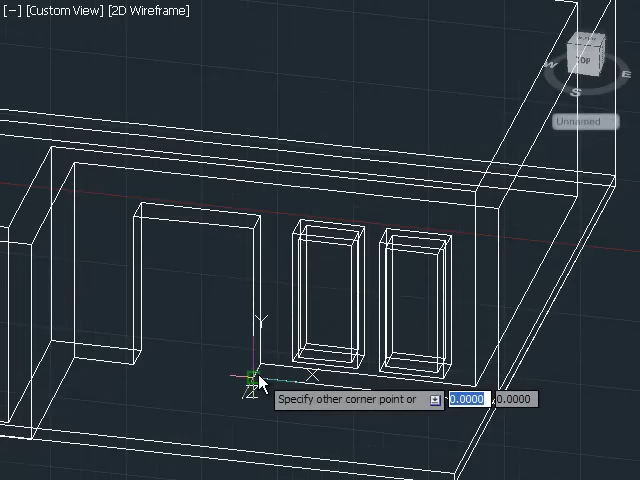 [−] [Custom View] [2D Wireframe]
TOP
W
E
S
Unnamed
Y
X
Z
Specify other corner point or 0.0000 0.0000